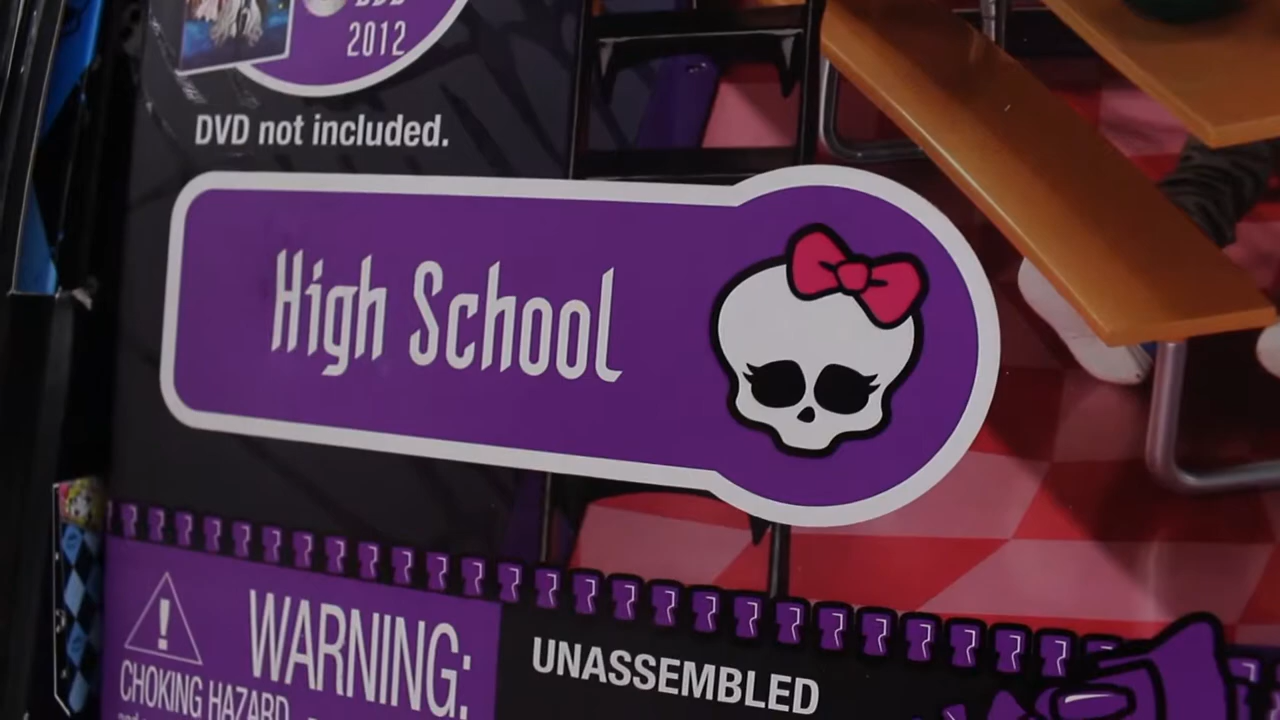 2012
DVD not included.
High School
WARNING:
CHOKING HAZARD
UNASSEMBLED